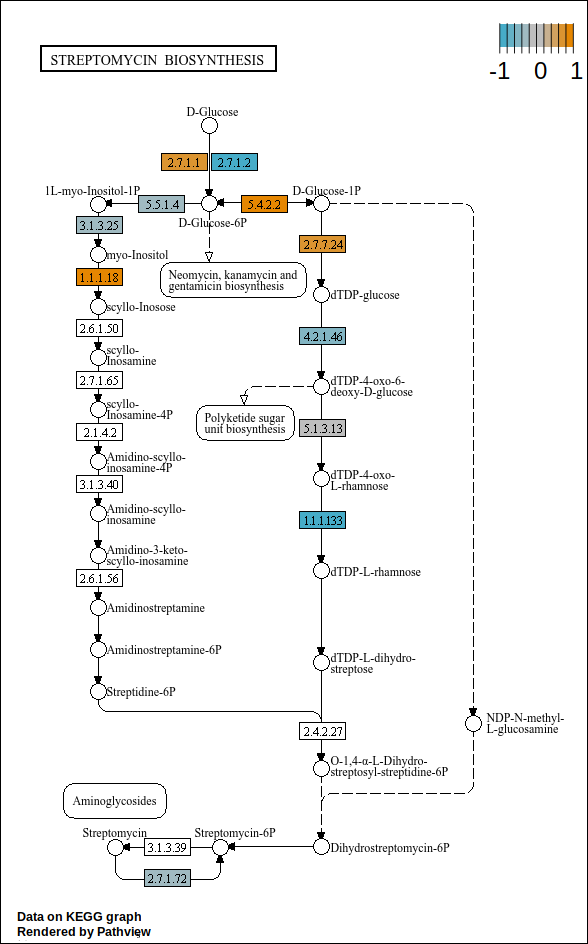 STREPTOMYCIN BIOSYNTHESIS
-1 0 1
D-Glucose
2.7.1.1 2.7.1.2
1L-myo-Inositol-1P
5.5.1.4
D-Glucose-6P
5.4.2.2
D-Glucose-1P
3.1.3.25
myo-Inositol
1.1.1.18
scyllo-Inosose
2.6.1.50
scyllo-
Inosamine
2.7.1.65
scyllo-
Inosamine-4P
2.1.4.2
Amidino-scyllo-
inosamine-4P
3.1.3.40
Amidino-scyllo-
inosamine
Amidino-3-keto-
scyllo-inosamine
2.6.1.56
Amidinostreptamine
Amidinostreptamine-6P
Streptidine-6P
Neomycin, kanamycin and
gentamicin biosynthesis
2.7.7.24
dTDP-glucose
4.2.1.46
dTDP-4-oxo-6-
deoxy-D-glucose
Polyketide sugar
unit biosynthesis
5.1.3.13
dTDP-4-oxo-
L-rhamnose
1.1.1.133
dTDP-L-rhamnose
dTDP-L-dihydro-
streptose
2.4.2.27
NDP-N-methyl-
L-glucosamine
O-1,4-α-L-Dihydro-
streptosyl-streptidine-6P
Aminoglycosides
Streptomycin
3.1.3.39
Streptomycin-6P
Dihydrostreptomycin-6P
2.7.1.72
Data on KEGG graph
Rendered by Pathview